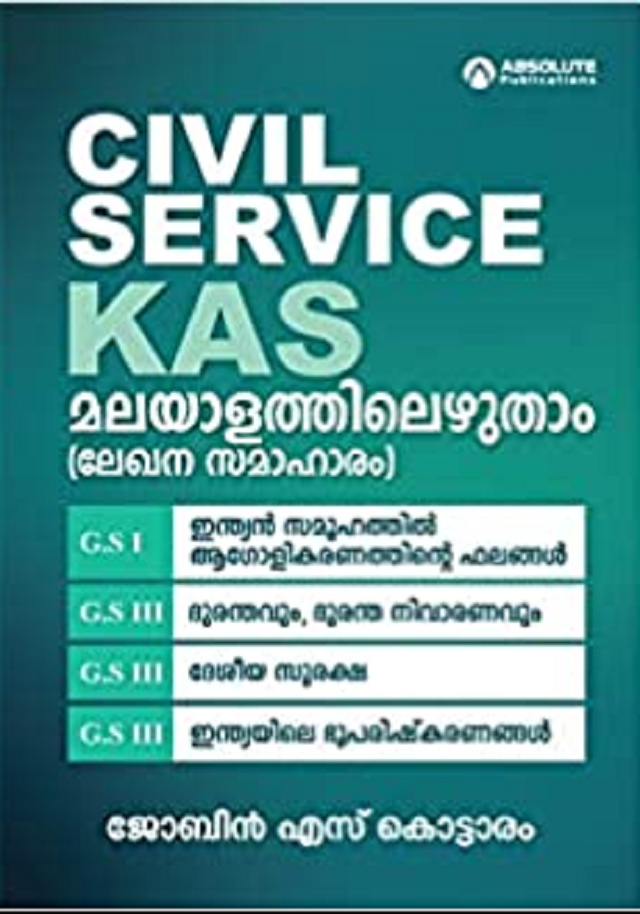 ABSOLUTE
Publications
CIVIL
SERVICE
KAS
മലയാളത്തിലെഴുതാം
(ലേഖന സമാഹാരം)
G.S I
ഇന്ത്യൻ സമൂഹത്തിൽ
ആഗോളികരണത്തിന്റെ ഫലങ്ങൾ
G.S III ദുരന്തവും, ദുരന്ത നിവാരണവും
G.S III ദേശീയ സുരക്ഷ
G.S III ഇന്ത്യയിലെ ഭൂപരിഷ്കരണങ്ങൾ
ജോബിൻ എസ് കൊട്ടാരം